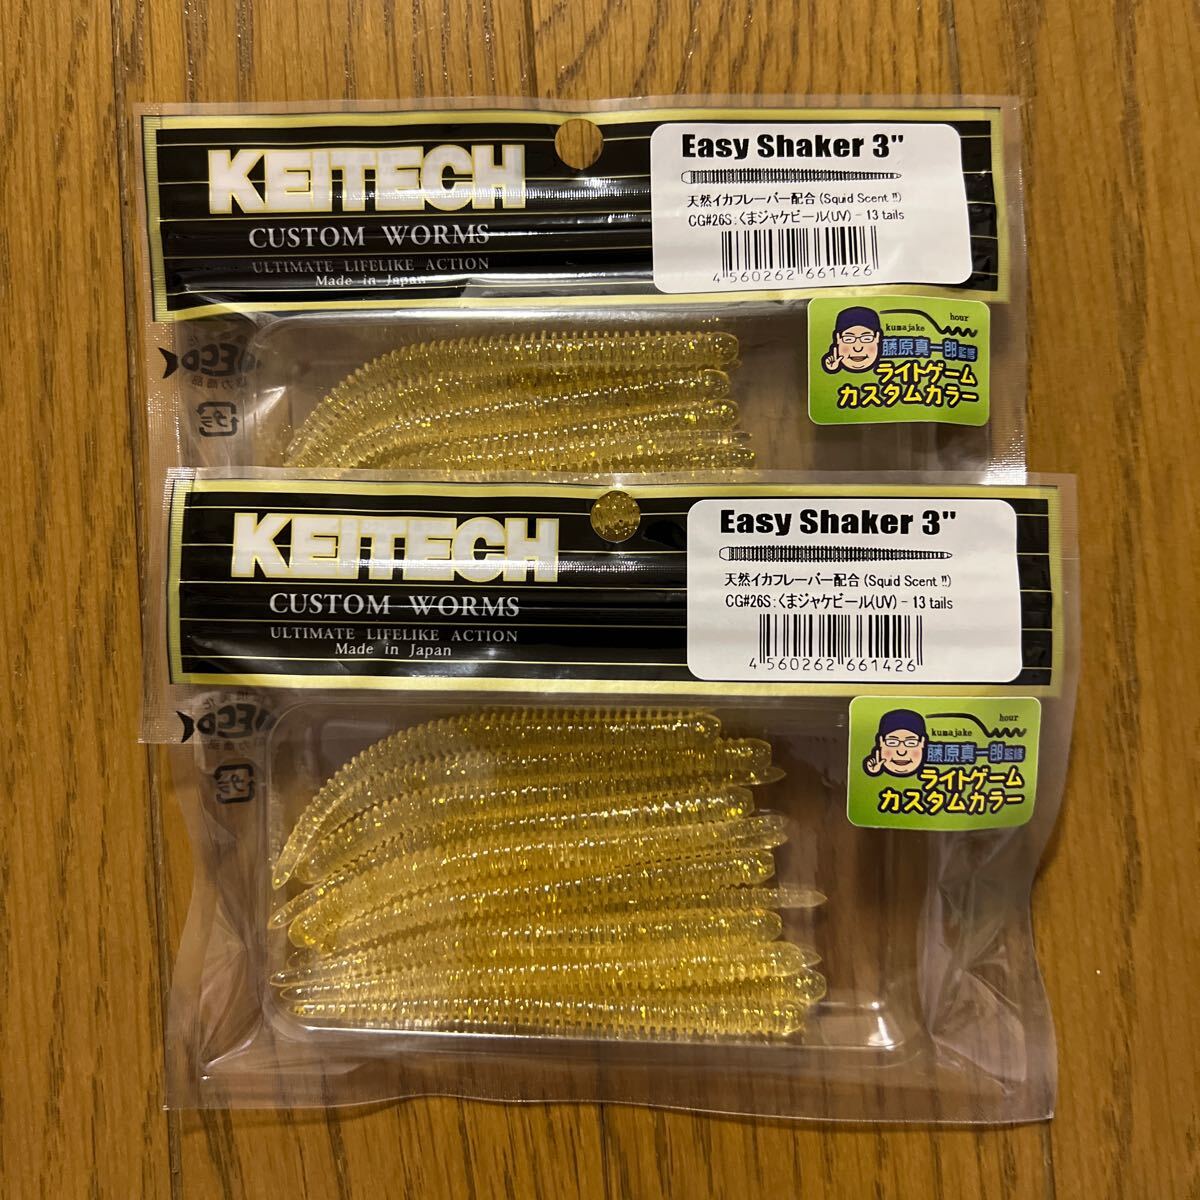 KEITECH
CUSTOM WORMS
ULTIMATE LIFELIKE ACTION
Made in Japan
Easy Shaker 3"
天然イカフレーバー配合 (Squid Scent !!)
CG#26S:くまジャケビール(UV) - 13 tails
4 560262 661426
kumajake
hour
藤原真一郎監修
ライトゲーム
カスタムカラー
KEITECH
CUSTOM WORMS
ULTIMATE LIFELIKE ACTION
Made in Japan
Easy Shaker 3"
天然イカフレーバー配合 (Squid Scent !!)
CG#26S:くまジャケビール(UV) - 13 tails
4 560262 661426
kumajake
hour
藤原真一郎監修
ライトゲーム
カスタムカラー